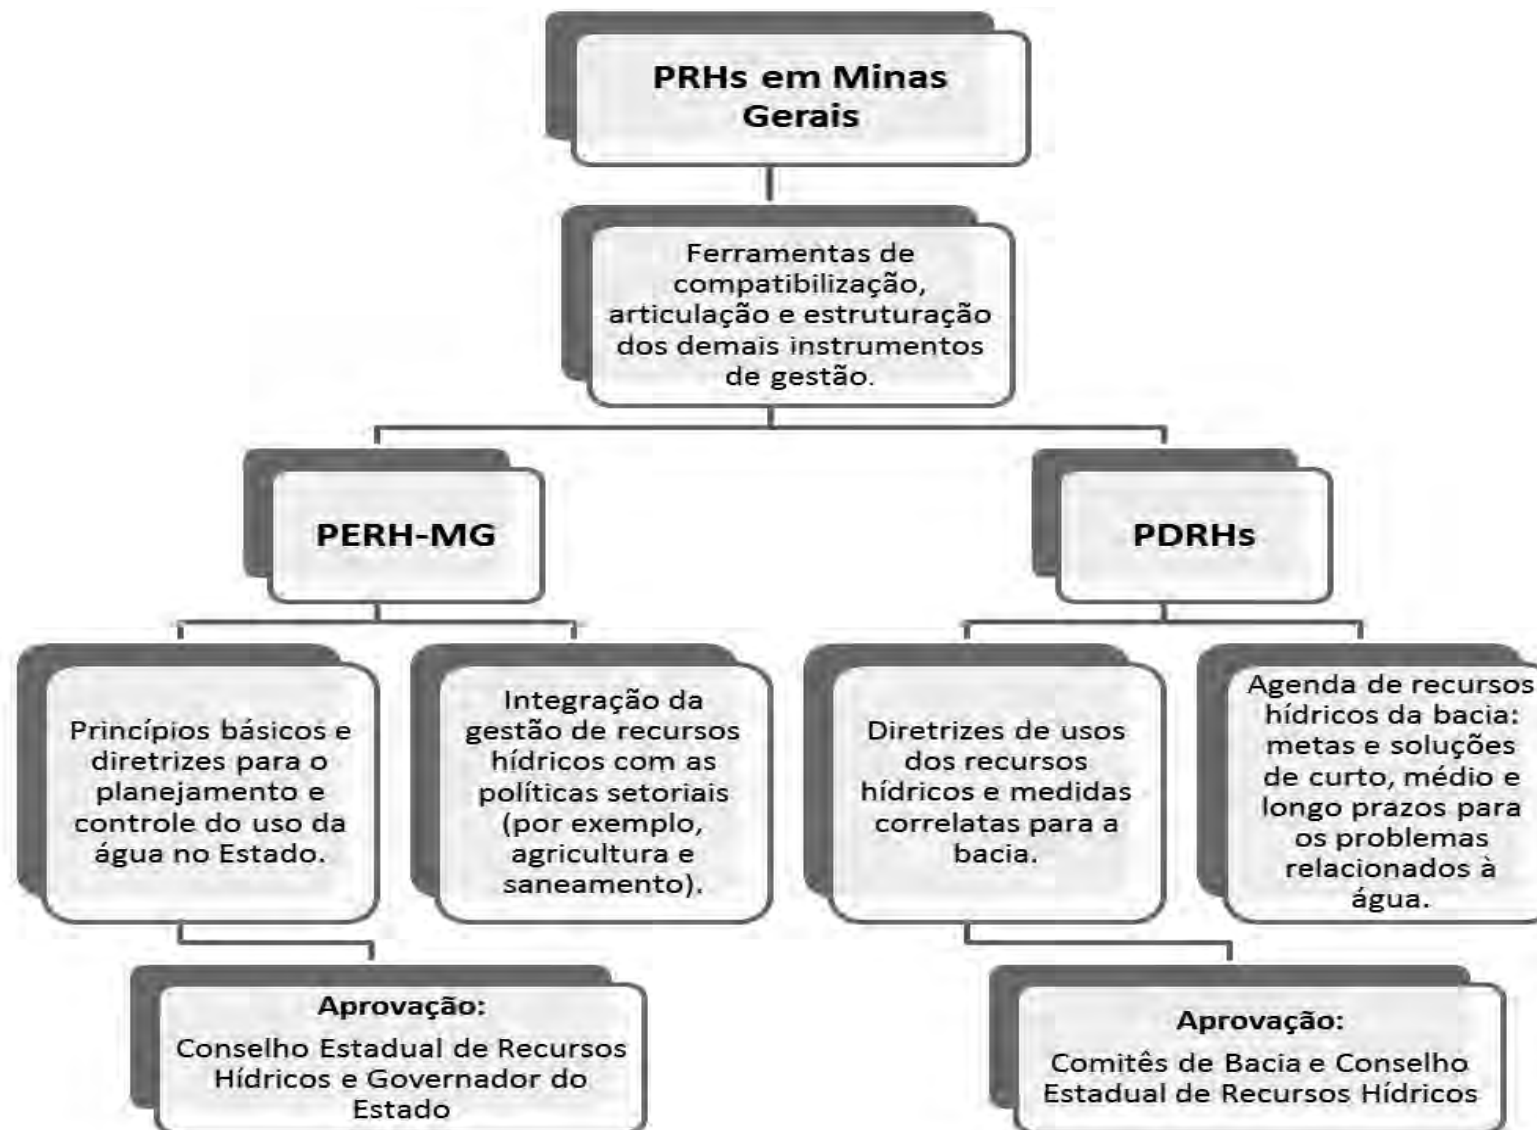 PRHs em Minas
Gerais
Ferramentas de
compatibilização,
articulação e estruturação
dos demais instrumentos
de gestão.
PERH-MG
PDRHs
Princípios básicos e
diretrizes para o
planejamento e
controle do uso da
água no Estado.
Integração da
gestão de recursos
hídricos com as
políticas setoriais
(por exemplo,
agricultura e
saneamento).
Diretrizes de usos
dos recursos
hídricos e medidas
correlatas para a
bacia.
Agenda de recursos
hídricos da bacia:
metas e soluções
de curto, médio e
longo prazos para
os problemas
relacionados à
água.
Aprovação:
Conselho Estadual de Recursos
Hídricos e Governador do
Estado
Aprovação:
Comitês de Bacia e Conselho
Estadual de Recursos Hídricos